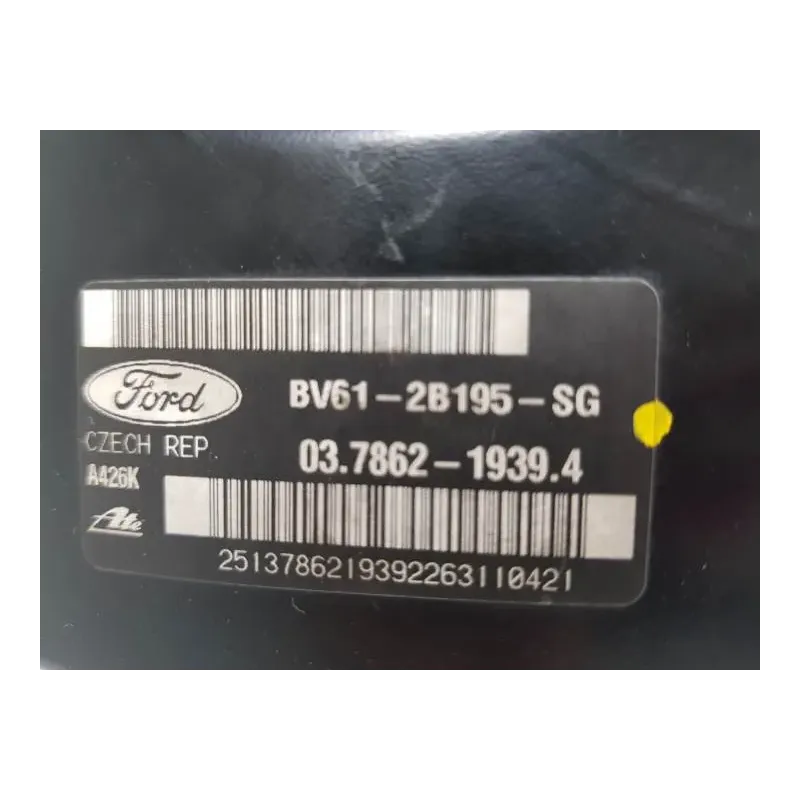 Ford
BV61-2B195-SG
CZECH REP.
03.7862-1939.4
A426K
Ate
2513786219392263110421